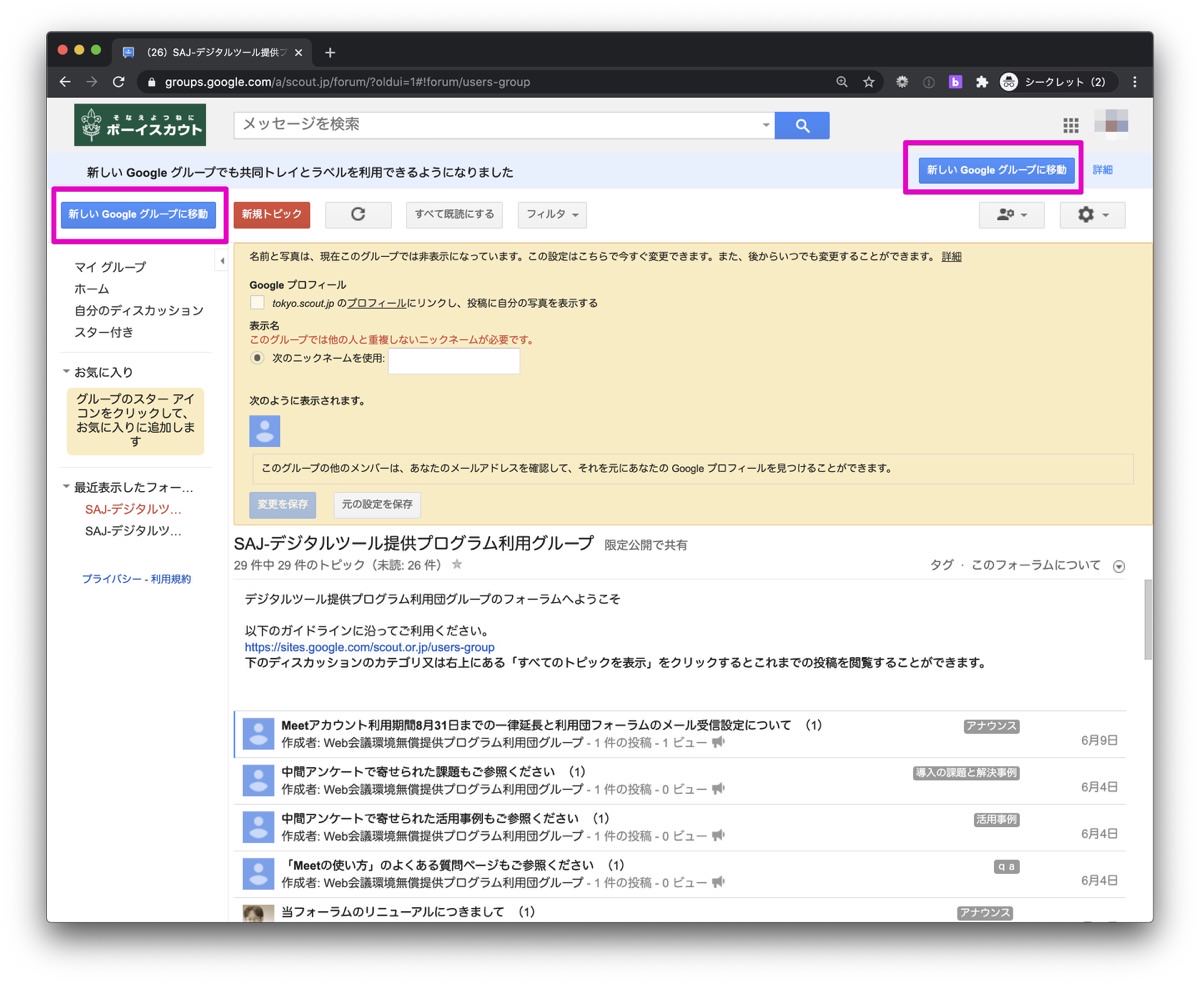 (26) SAJ-デジタルツール提供プ
groups.google.com/a/scout.jp/forum/?oldui=1#!forum/users-group
シークレット (2)
そなえよつねに
ボーイスカウト
メッセージを検索
新しい Google グループでも共同トレイとラベルを利用できるようになりました
新しい Google グループに移動
詳細
新しい Google グループに移動
新規トピック
すべて既読にする
フィルタ
マイ グループ
ホーム
自分のディスカッション
スター付き
お気に入り
グループのスター アイ
コンをクリックして、
お気に入りに追加しま
す
最近表示したフォー...
SAJ-デジタルツ...
SAJ-デジタルツ...
プライバシー - 利用規約
名前と写真は、現在このグループでは非表示になっています。この設定はこちらで今すぐ変更できます。また、後からいつでも変更することができます。 詳細
Google プロフィール
tokyo.scout.jp のプロフィールにリンクし、投稿に自分の写真を表示する
表示名
このグループでは他の人と重複しないニックネームが必要です。
次のニックネームを使用:
次のように表示されます。
このグループの他のメンバーは、あなたのメールアドレスを確認して、それを元にあなたの Google プロフィールを見つけることができます。
変更を保存
元の設定を保存
SAJ-デジタルツール提供プログラム利用グループ 限定公開で共有
29 件中 29 件のトピック（未読: 26 件）
タグ · このフォーラムについて
デジタルツール提供プログラム利用団グループのフォーラムへようこそ
以下のガイドラインに沿ってご利用ください。
https://sites.google.com/scout.or.jp/users-group
下のディスカッションのカテゴリ又は右上にある「すべてのトピックを表示」をクリックするとこれまでの投稿を閲覧することができます。
Meetアカウント利用期間8月31日までの一律延長と利用団フォーラムのメール受信設定について （1）
アナウンス
作成者: Web会議環境無償提供プログラム利用団グループ - 1 件の投稿 - 1 ビュー
6月9日
中間アンケートで寄せられた課題もご参照ください （1）
導入の課題と解決事例
作成者: Web会議環境無償提供プログラム利用団グループ - 1 件の投稿 - 0 ビュー
6月4日
中間アンケートで寄せられた活用事例もご参照ください （1）
活用事例
作成者: Web会議環境無償提供プログラム利用団グループ - 1 件の投稿 - 0 ビュー
6月4日
「Meetの使い方」のよくある質問ページもご参照ください （1）
q a
作成者: Web会議環境無償提供プログラム利用団グループ - 1 件の投稿 - 0 ビュー
6月4日
当フォーラムのリニューアルにつきまして （1）
アナウンス